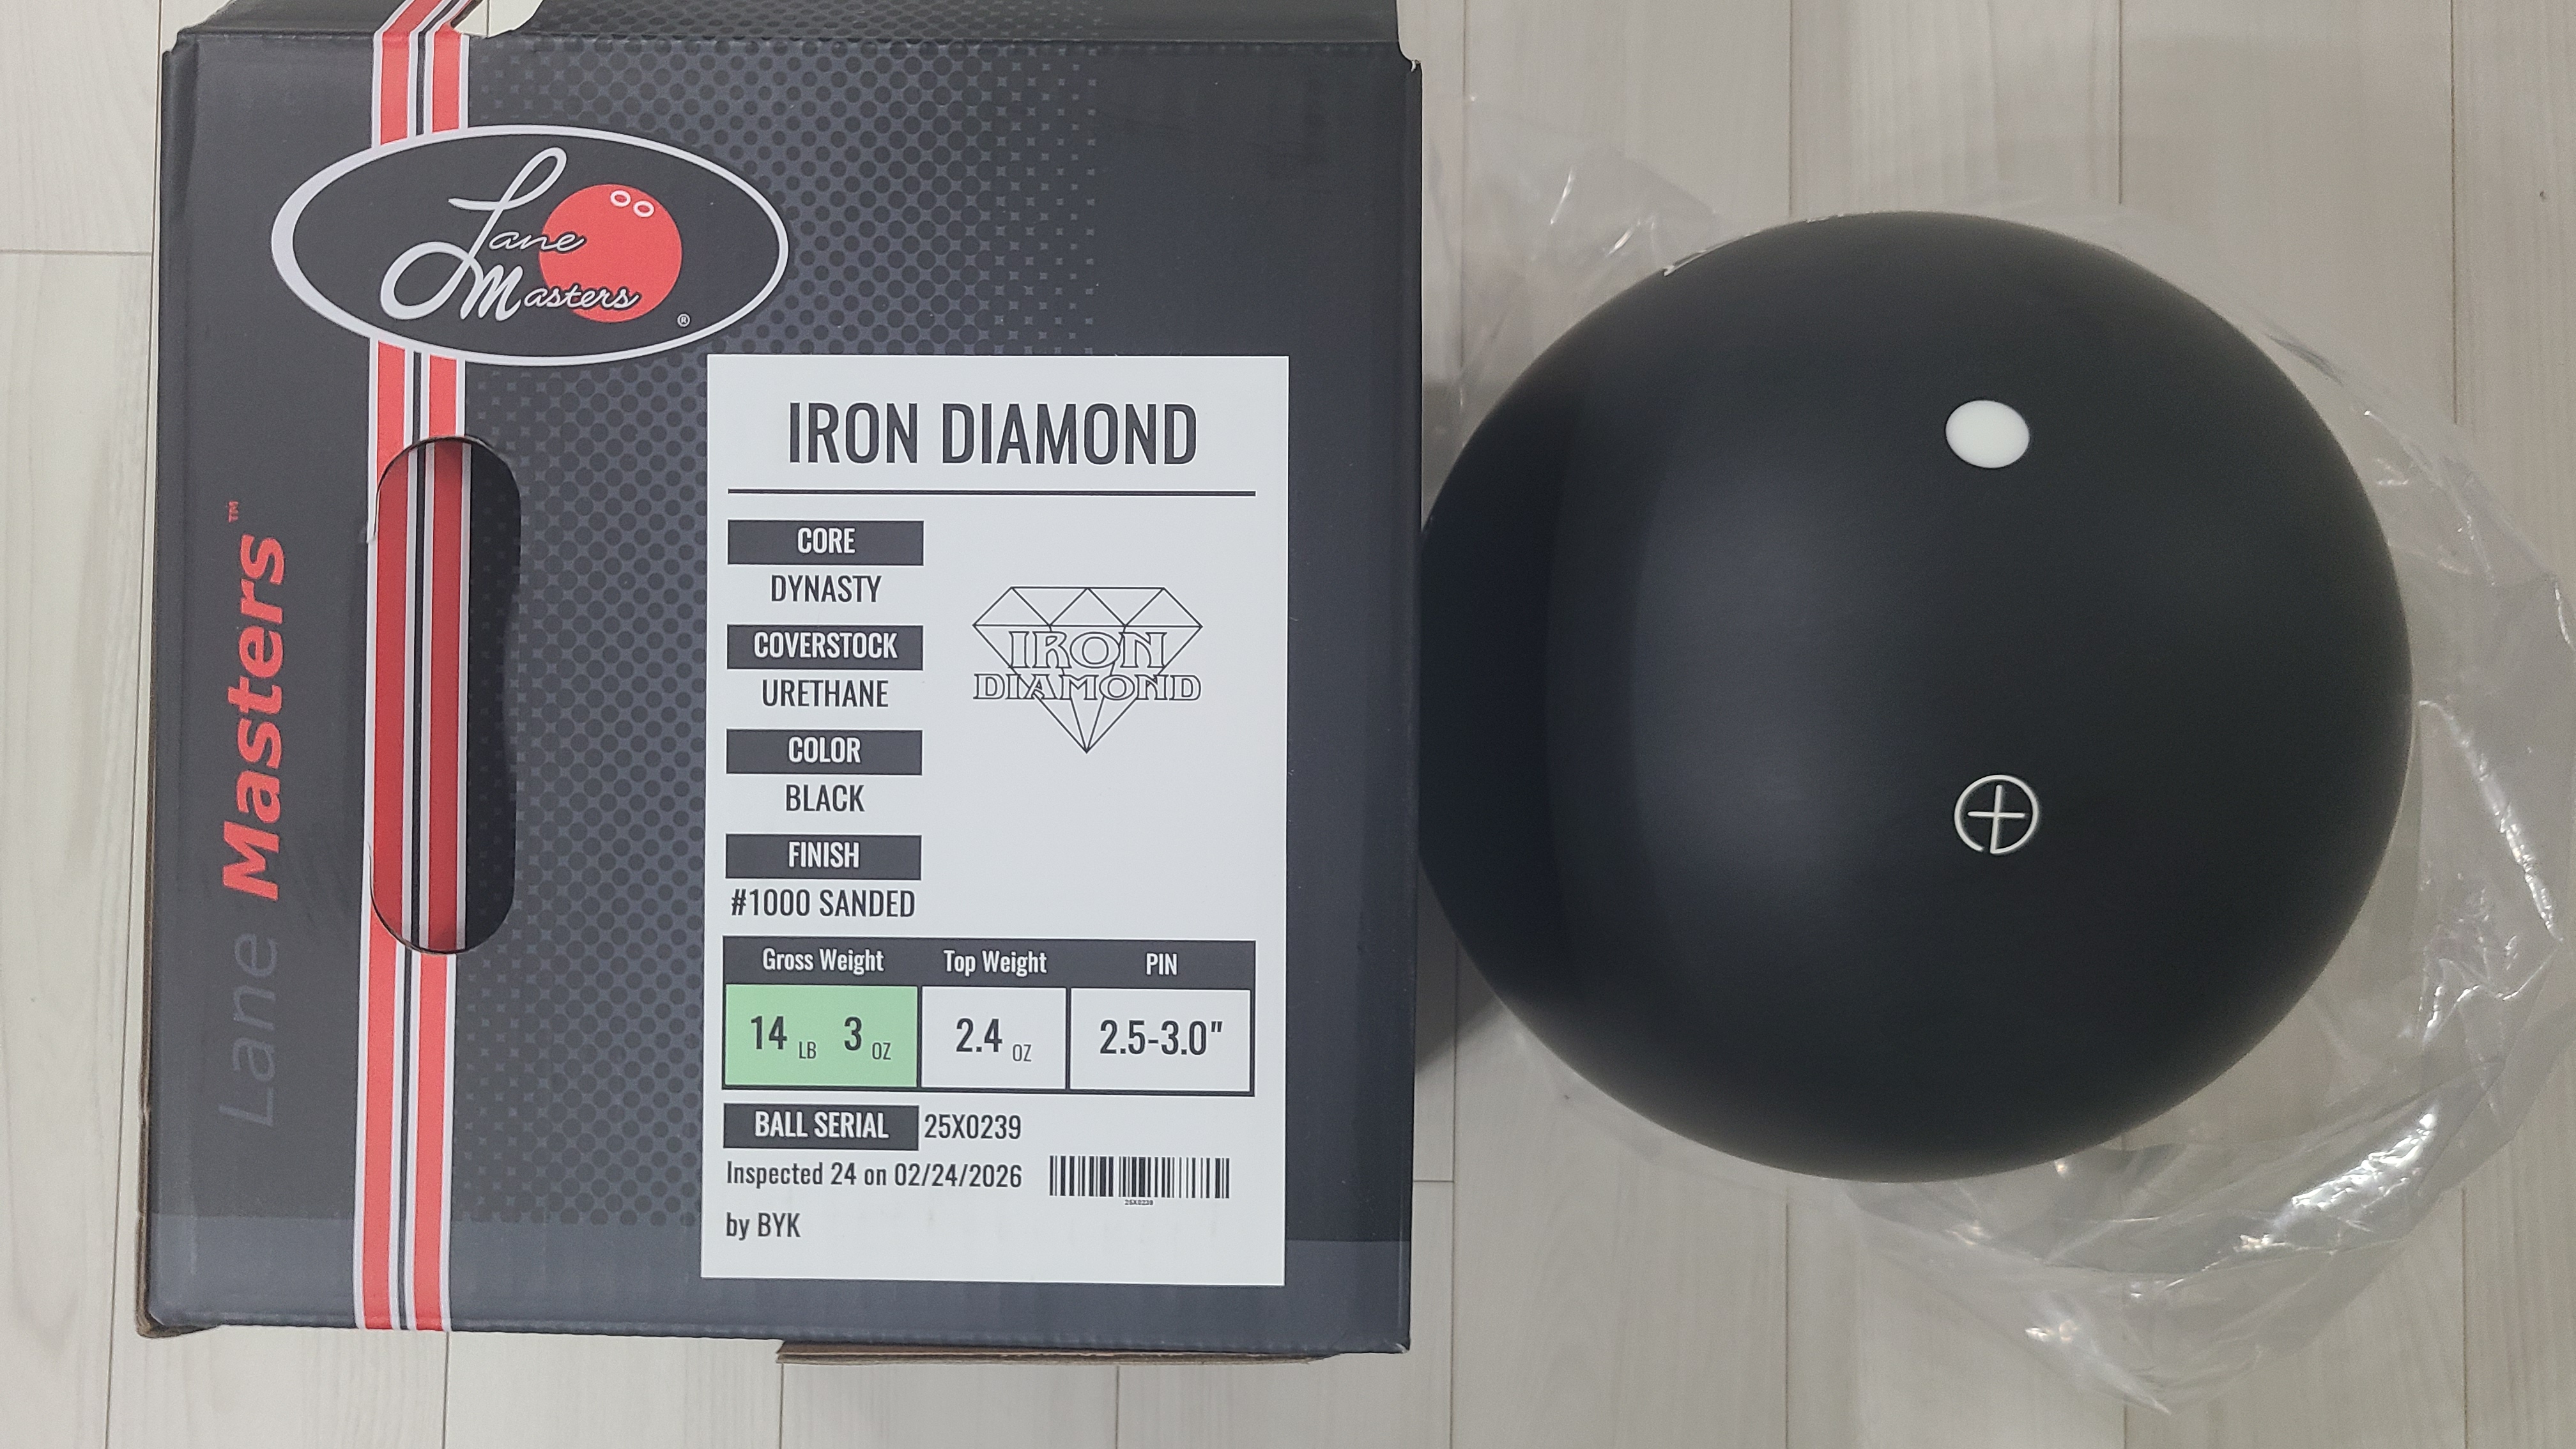 Lane
Masters
®
Lane Masters™
IRON DIAMOND
CORE
DYNASTY
COVERSTOCK
URETHANE
COLOR
BLACK
FINISH
#1000 SANDED
IRON
DIAMOND
Gross Weight Top Weight PIN
14 LB 3 OZ 2.4 OZ 2.5-3.0"
BALL SERIAL 25X0239
Inspected 24 on 02/24/2026
25X0239
by BYK